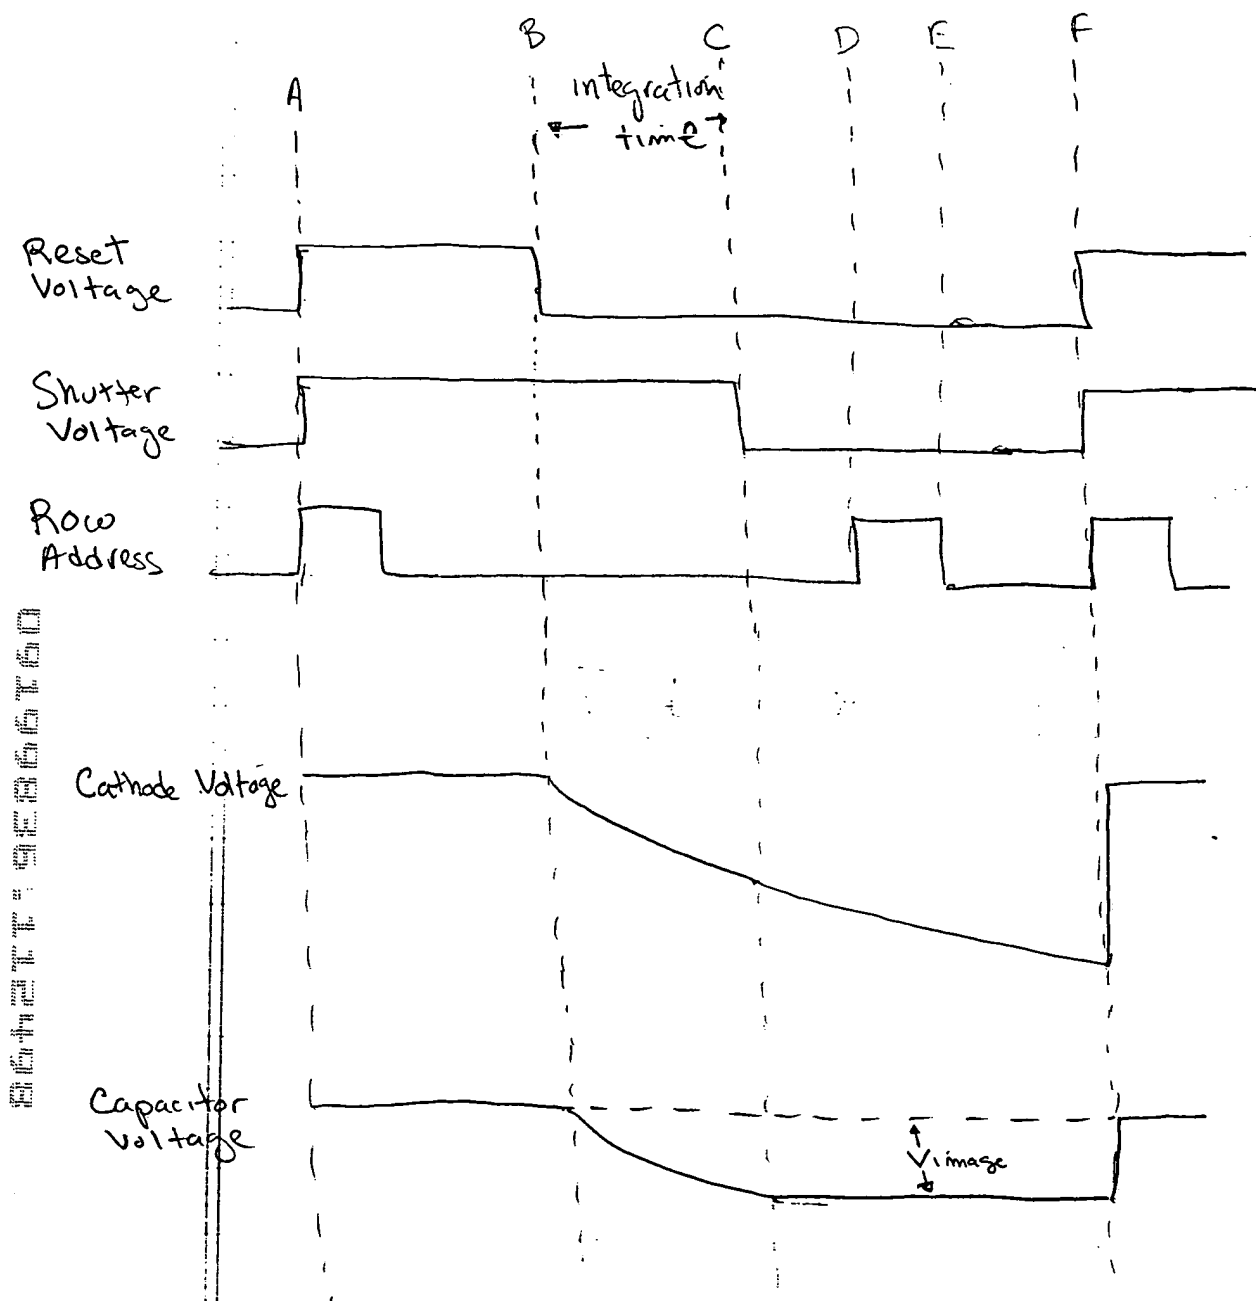 A B C D E F
integration
time
Reset
Voltage
Shutter
Voltage
Row
Address
Cathode Voltage
Capacitor
Voltage
Vimage